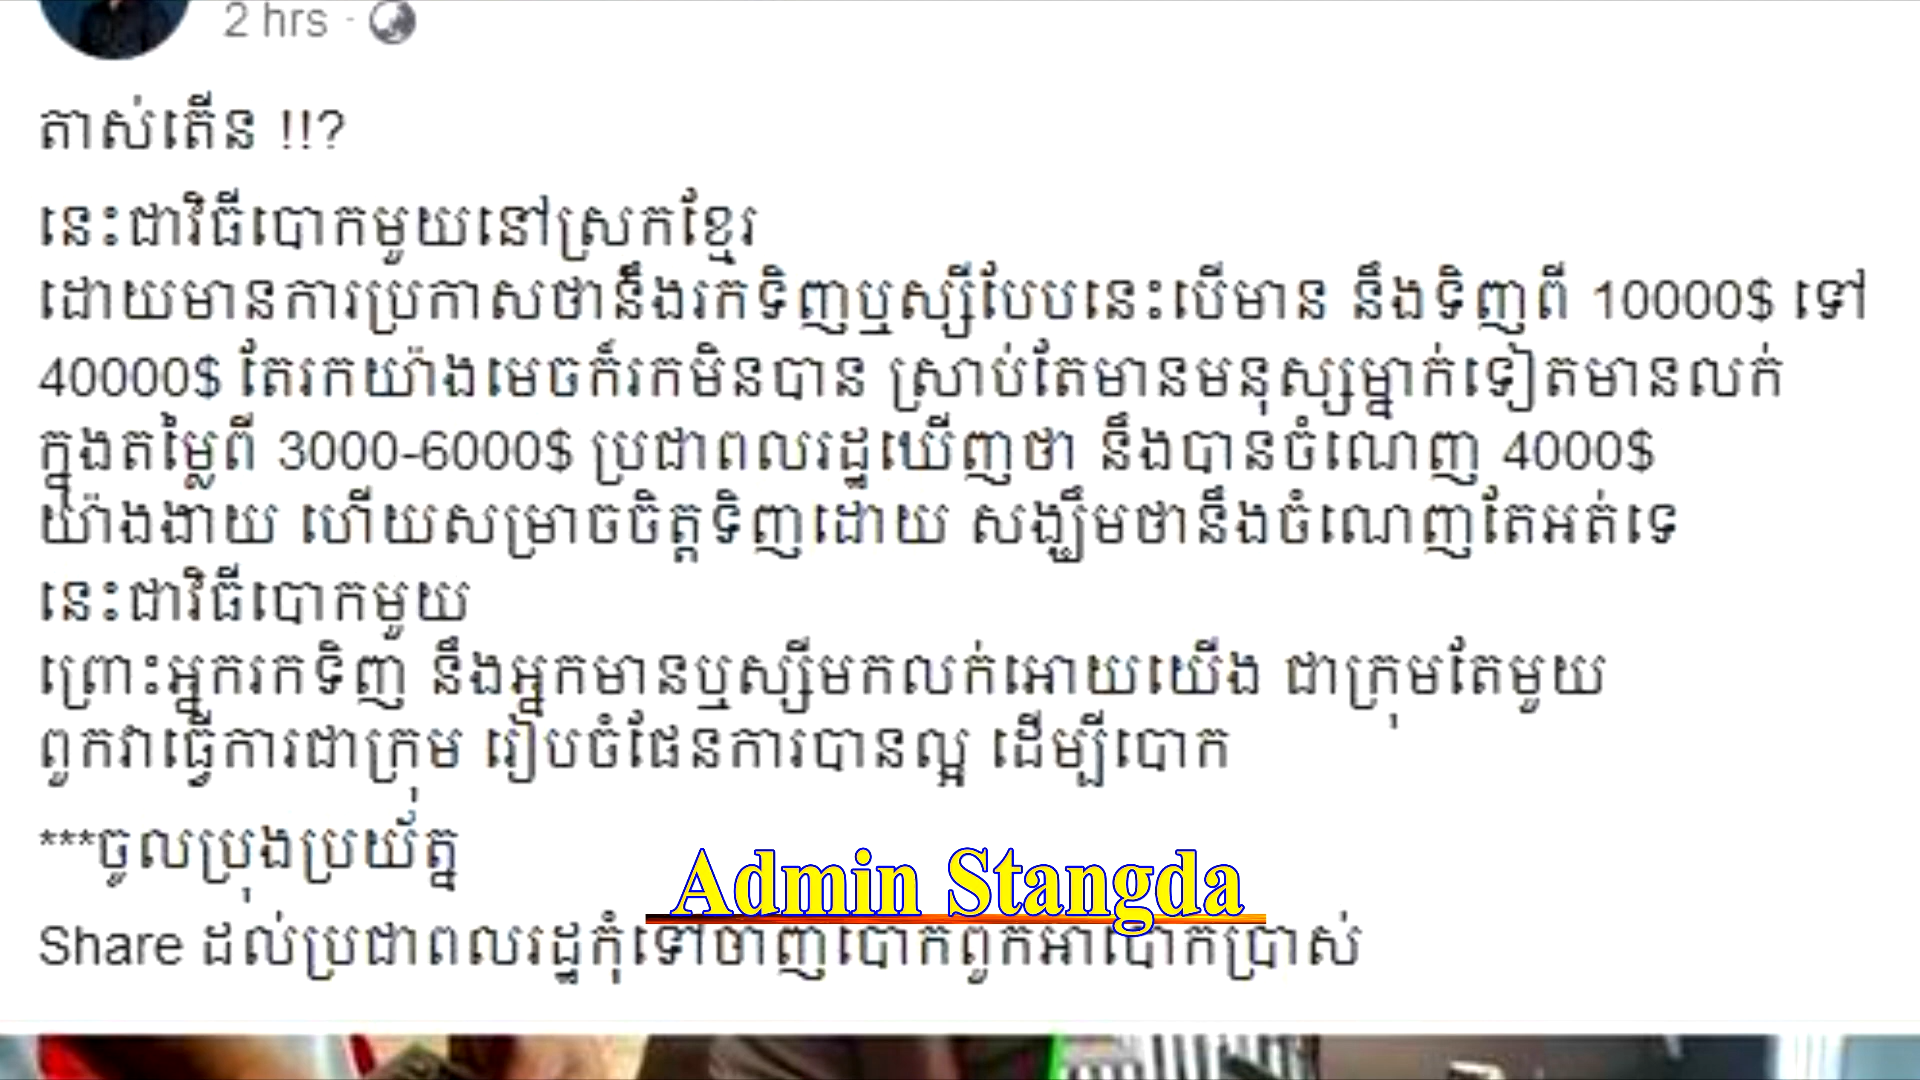 2 hrs ·
តាស់តើន !!?
នេះជាវិធីបោកមួយនៅស្រុកខ្មែរ
ដោយមានការប្រកាសថានឹងរកទិញឬស្សីបែបនេះបើមាន នឹងទិញពី 10000$ ទៅ
40000$ តែរកយ៉ាងមេចក៏រកមិនបាន ស្រាប់តែមានមនុស្សម្នាក់ទៀតមានលក់
ក្នុងតម្លៃពី 3000-6000$ ប្រជាពលរដ្ឋឃើញថា នឹងបានចំណេញ 4000$
យ៉ាងងាយ ហើយសម្រាចចិត្តទិញដោយ សង្ឃឹមថានឹងចំណេញតែអត់ទេ
នេះជាវិធីបោកមួយ
ព្រោះអ្នករកទិញ នឹងអ្នកមានឬស្សីមកលក់អោយយើង ជាក្រុមតែមួយ
ពួកវាធ្វើការជាក្រុម រៀបចំផែនការបានល្អ ដើម្បីបោក
***ចូលប្រុងប្រយ័ត្ន
Admin Stangda
Share ដល់ប្រជាពលរដ្ឋកុំទៅចាញ់បោកពួកអាបោកប្រាស់